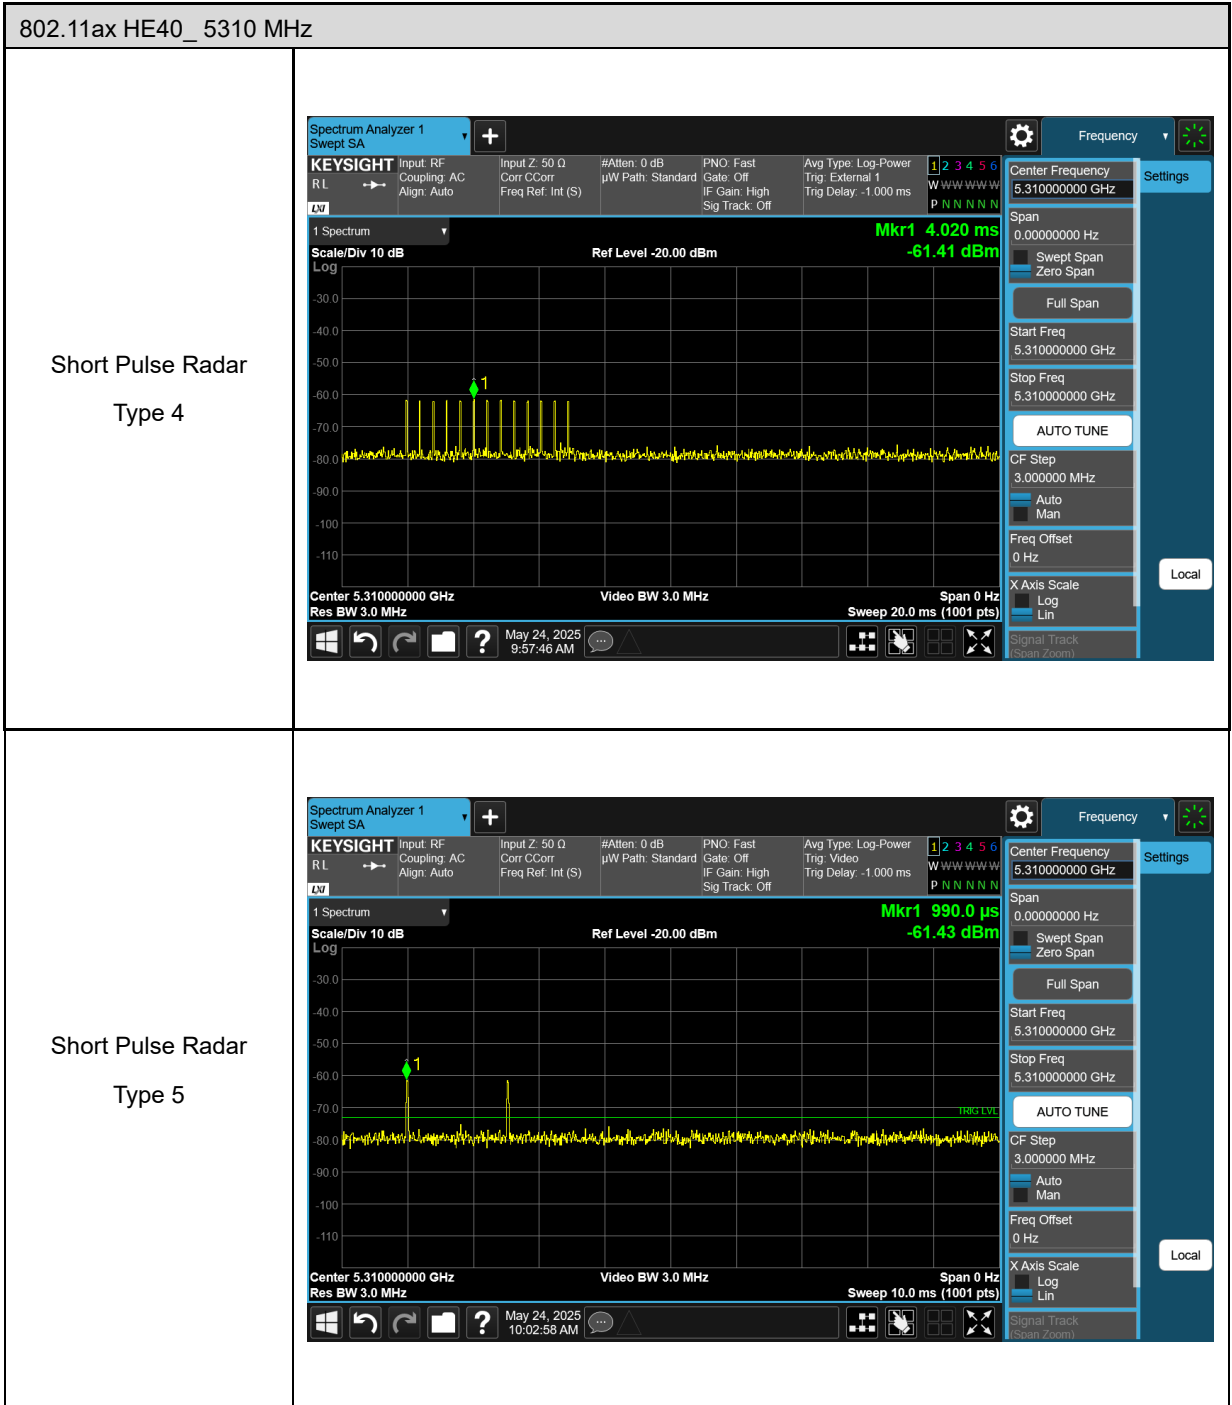 802.11ax HE40_ 5310 MHz
Short Pulse Radar
Type 4
Spectrum Analyzer 1
Swept SA
Frequency
KEYSIGHT
R L
LXI
Input: RF
Coupling: AC
Align: Auto
Input Z: 50 Ω
Corr CCorr
Freq Ref: Int (S)
#Atten: 0 dB
µW Path: Standard
PNO: Fast
Gate: Off
IF Gain: High
Sig Track: Off
Avg Type: Log-Power
Trig: External 1
Trig Delay: -1.000 ms
1 2 3 4 5 6
W W W W W W
P N N N N N
1 Spectrum
Scale/Div 10 dB
Log
Ref Level -20.00 dBm
Mkr1 4.020 ms
-61.41 dBm
-30.0
-40.0
-50.0
-60.0
-70.0
-80.0
-90.0
-100
-110
1
Center 5.310000000 GHz
Res BW 3.0 MHz
Video BW 3.0 MHz
Span 0 Hz
Sweep 20.0 ms (1001 pts)
May 24, 2025
9:57:46 AM
Center Frequency
5.310000000 GHz
Span
0.00000000 Hz
Swept Span
Zero Span
Full Span
Start Freq
5.310000000 GHz
Stop Freq
5.310000000 GHz
AUTO TUNE
CF Step
3.000000 MHz
Auto
Man
Freq Offset
0 Hz
X Axis Scale
Log
Lin
Signal Track
(Span Zoom)
Settings
Local
Short Pulse Radar
Type 5
Spectrum Analyzer 1
Swept SA
Frequency
KEYSIGHT
R L
LXI
Input: RF
Coupling: AC
Align: Auto
Input Z: 50 Ω
Corr CCorr
Freq Ref: Int (S)
#Atten: 0 dB
µW Path: Standard
PNO: Fast
Gate: Off
IF Gain: High
Sig Track: Off
Avg Type: Log-Power
Trig: Video
Trig Delay: -1.000 ms
1 2 3 4 5 6
W W W W W W
P N N N N N
1 Spectrum
Scale/Div 10 dB
Log
Ref Level -20.00 dBm
Mkr1 990.0 µs
-61.43 dBm
-30.0
-40.0
-50.0
-60.0
-70.0
-80.0
-90.0
-100
-110
1
TRIG LVL
Center 5.310000000 GHz
Res BW 3.0 MHz
Video BW 3.0 MHz
Span 0 Hz
Sweep 10.0 ms (1001 pts)
May 24, 2025
10:02:58 AM
Center Frequency
5.310000000 GHz
Span
0.00000000 Hz
Swept Span
Zero Span
Full Span
Start Freq
5.310000000 GHz
Stop Freq
5.310000000 GHz
AUTO TUNE
CF Step
3.000000 MHz
Auto
Man
Freq Offset
0 Hz
X Axis Scale
Log
Lin
Signal Track
(Span Zoom)
Settings
Local